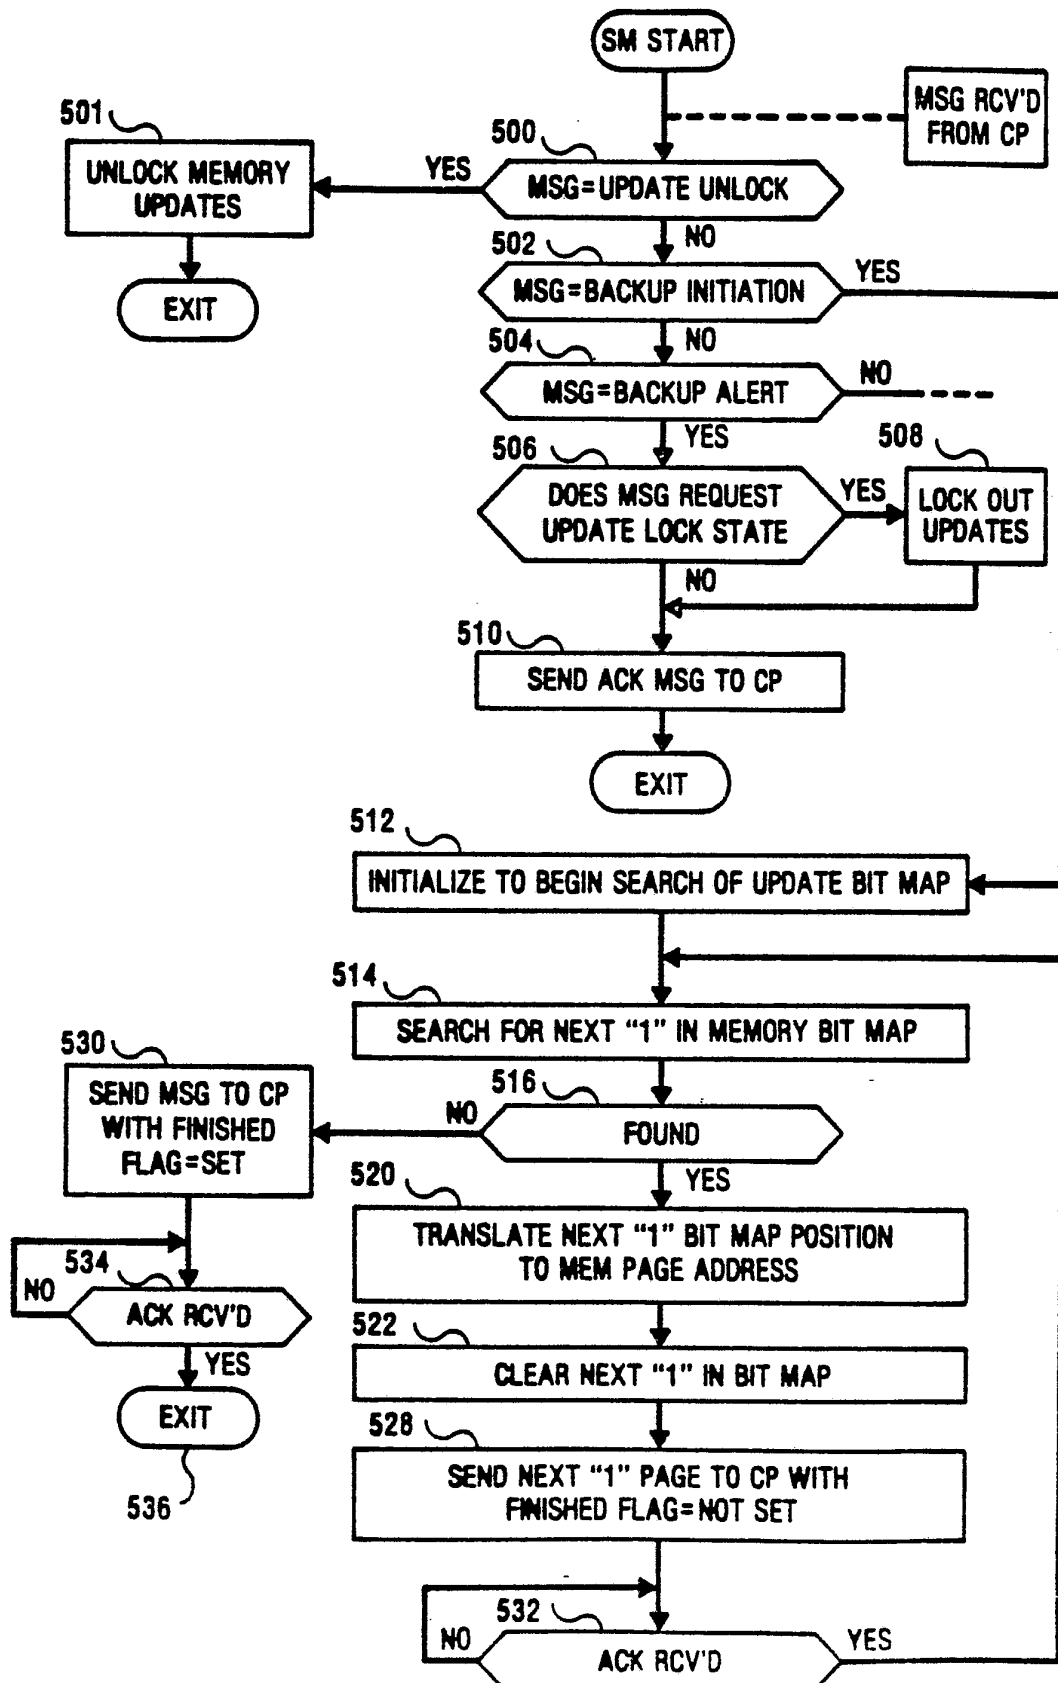 SM START
MSG RCV'D
FROM CP
501
UNLOCK MEMORY
UPDATES
EXIT
YES
500
MSG=UPDATE UNLOCK
NO
502
MSG=BACKUP INITIATION
YES
NO
504
MSG=BACKUP ALERT
NO
YES
506
DOES MSG REQUEST
UPDATE LOCK STATE
YES
508
LOCK OUT
UPDATES
NO
510
SEND ACK MSG TO CP
EXIT
512
INITIALIZE TO BEGIN SEARCH OF UPDATE BIT MAP
514
SEARCH FOR NEXT "1" IN MEMORY BIT MAP
516
FOUND
NO
530
SEND MSG TO CP
WITH FINISHED
FLAG=SET
534
NO
ACK RCV'D
YES
EXIT
536
YES
520
TRANSLATE NEXT "1" BIT MAP POSITION
TO MEM PAGE ADDRESS
522
CLEAR NEXT "1" IN BIT MAP
528
SEND NEXT "1" PAGE TO CP WITH
FINISHED FLAG=NOT SET
532
NO
ACK RCV'D
YES